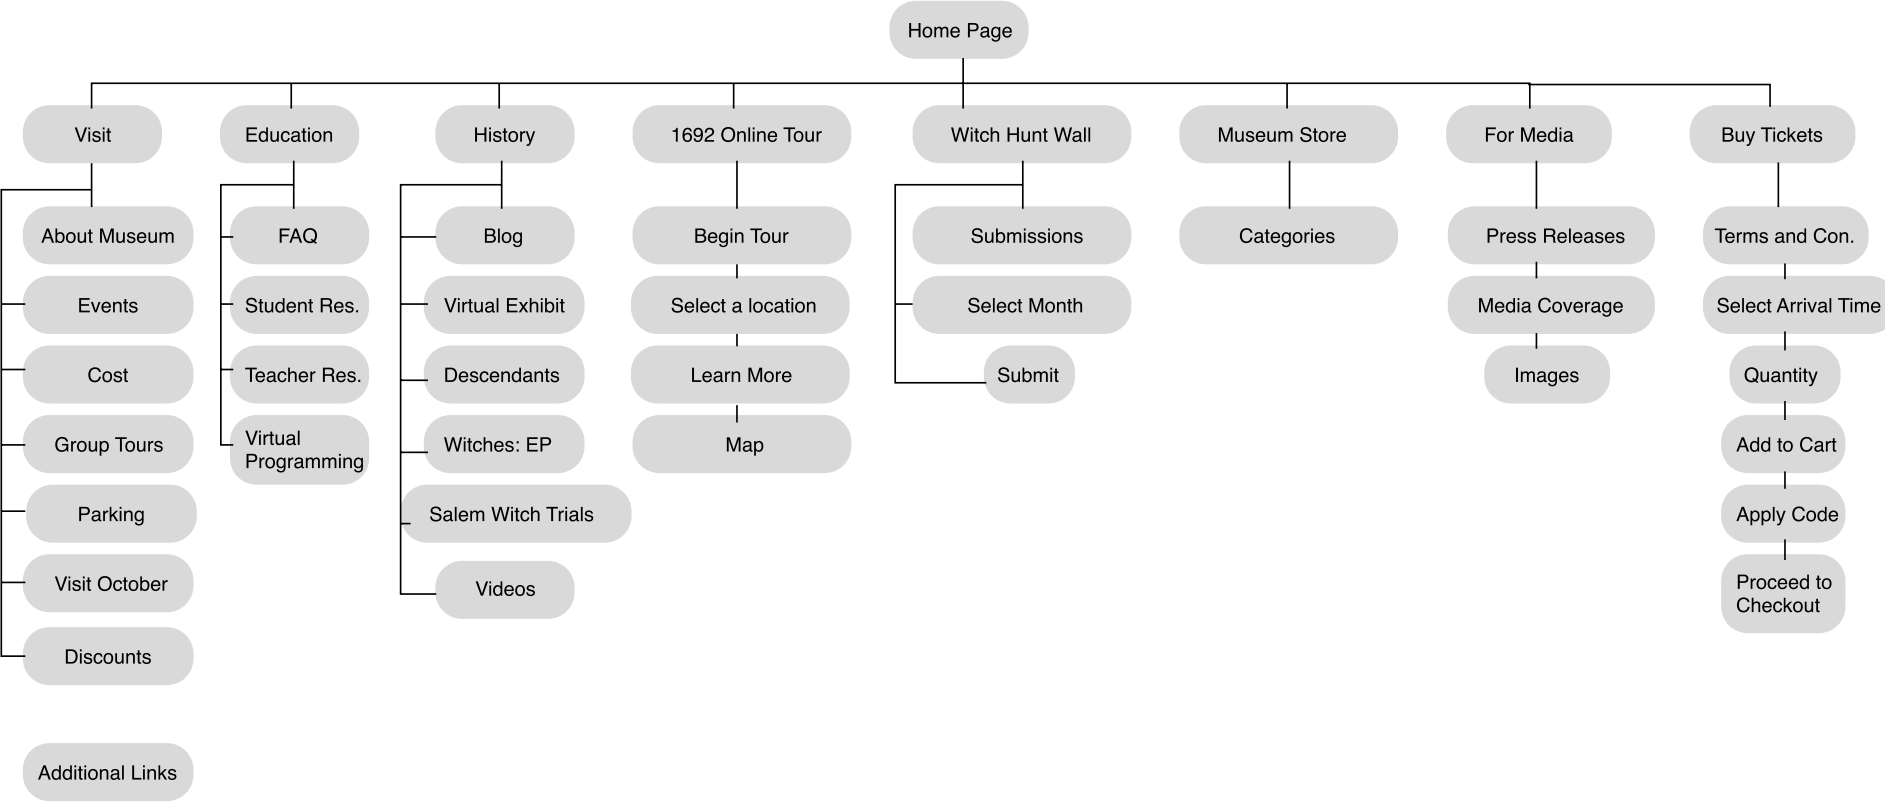 Home Page
Visit
Education
History
1692 Online Tour
Witch Hunt Wall
Museum Store
For Media
Buy Tickets
About Museum
FAQ
Blog
Begin Tour
Submissions
Categories
Press Releases
Terms and Con.
Events
Student Res.
Virtual Exhibit
Select a location
Select Month
Media Coverage
Select Arrival Time
Cost
Teacher Res.
Descendants
Learn More
Submit
Images
Quantity
Group Tours
Virtual
Programming
Witches: EP
Map
Add to Cart
Parking
Salem Witch Trials
Apply Code
Visit October
Videos
Proceed to
Checkout
Discounts
Additional Links